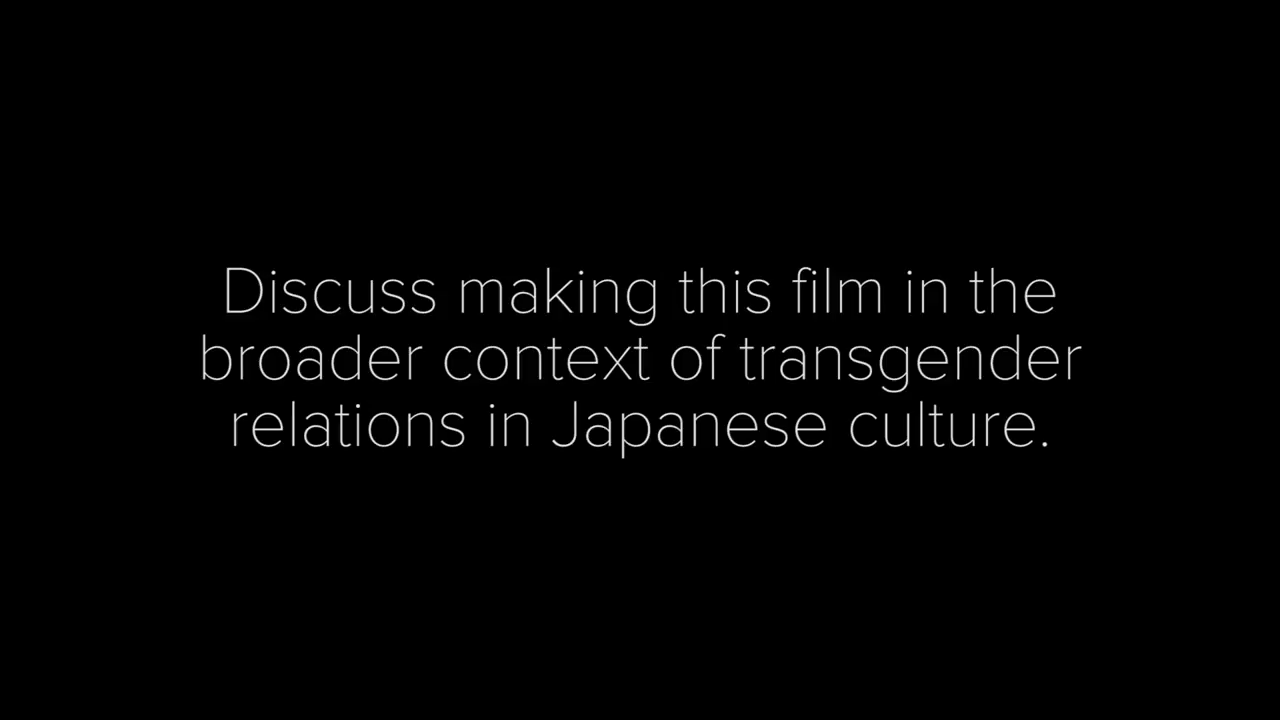 Discuss making this film in the
broader context of transgender
relations in Japanese culture.